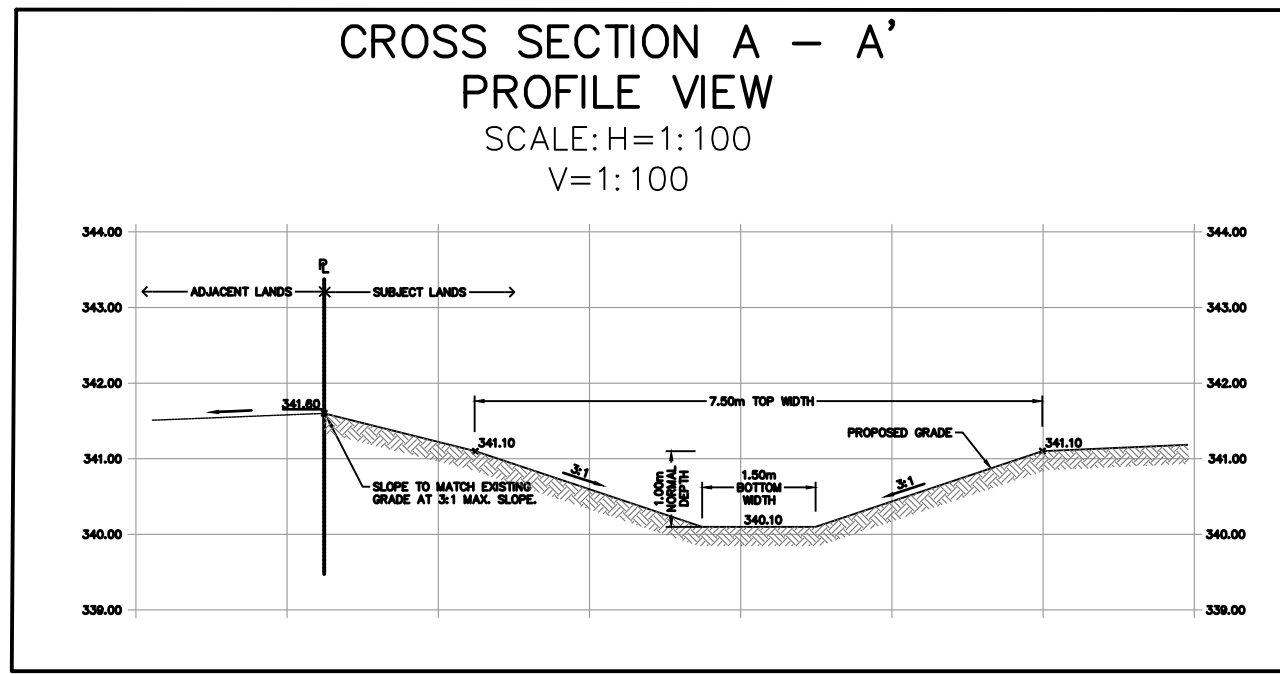 CROSS SECTION A – A'
PROFILE VIEW
SCALE: H=1:100
V=1:100
344.00
344.00
PL
ADJACENT LANDS
SUBJECT LANDS
343.00
343.00
342.00
342.00
341.60
7.50m TOP WIDTH
PROPOSED GRADE
341.10
341.10
341.00
341.00
3:1
1.00m
NORMAL
DEPTH
1.50m
BOTTOM
WIDTH
3:1
SLOPE TO MATCH EXISTING
GRADE AT 3:1 MAX. SLOPE.
340.10
340.00
340.00
339.00
339.00